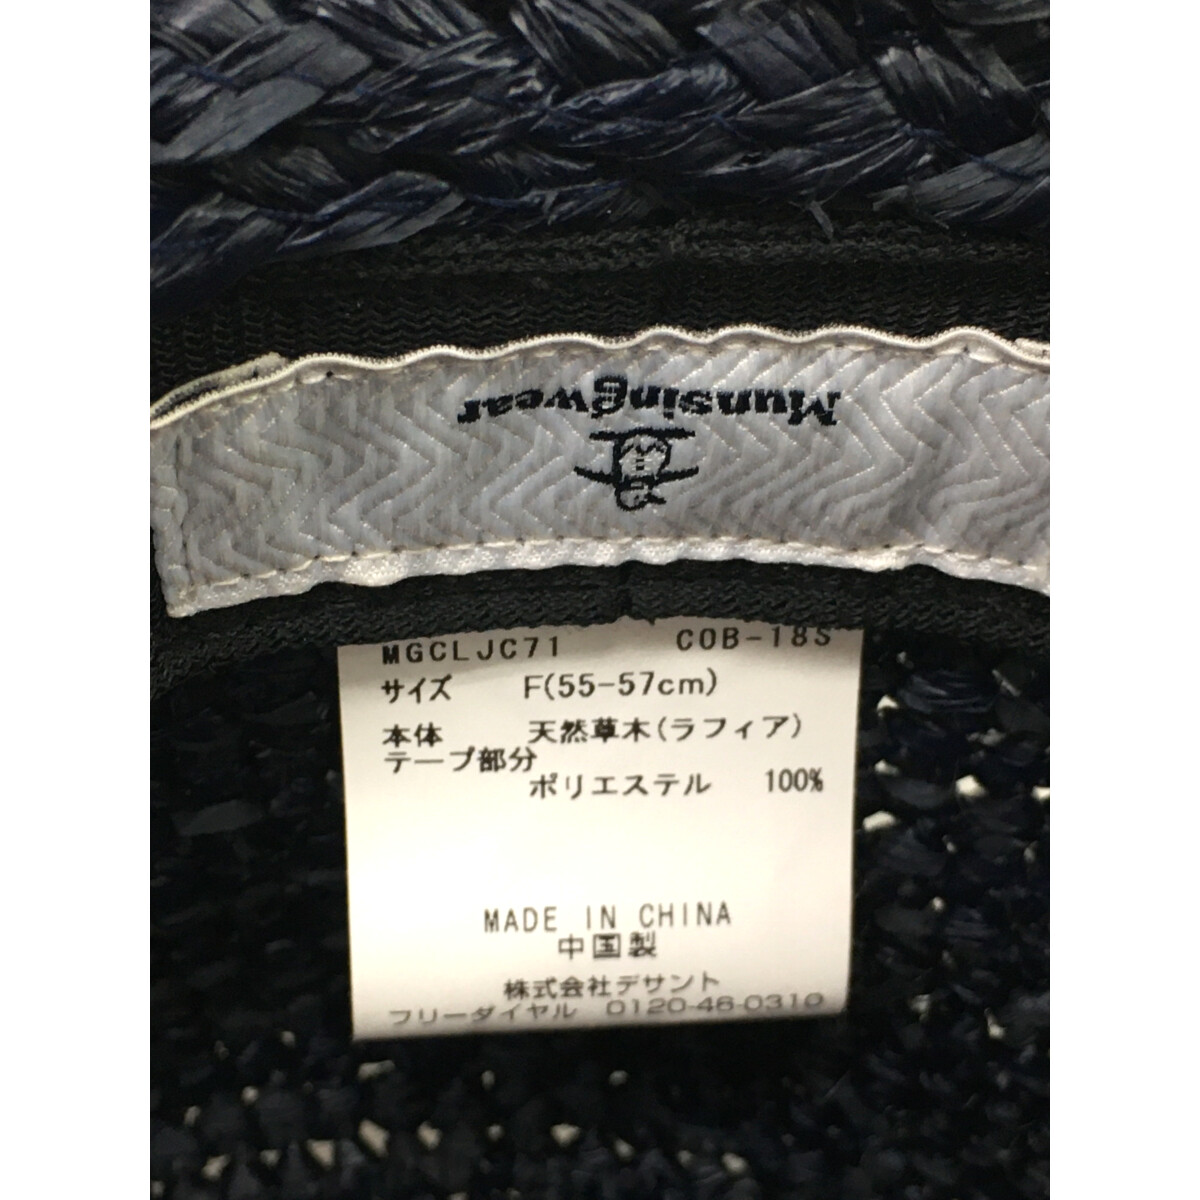 Munsingwear
MGCLJC71 COB-18S
サイズ F(55-57cm)
本体 天然草木(ラフィア)
テープ部分
ポリエステル 100%
MADE IN CHINA
中国製
株式会社デサント
フリーダイヤル 0120-46-0310